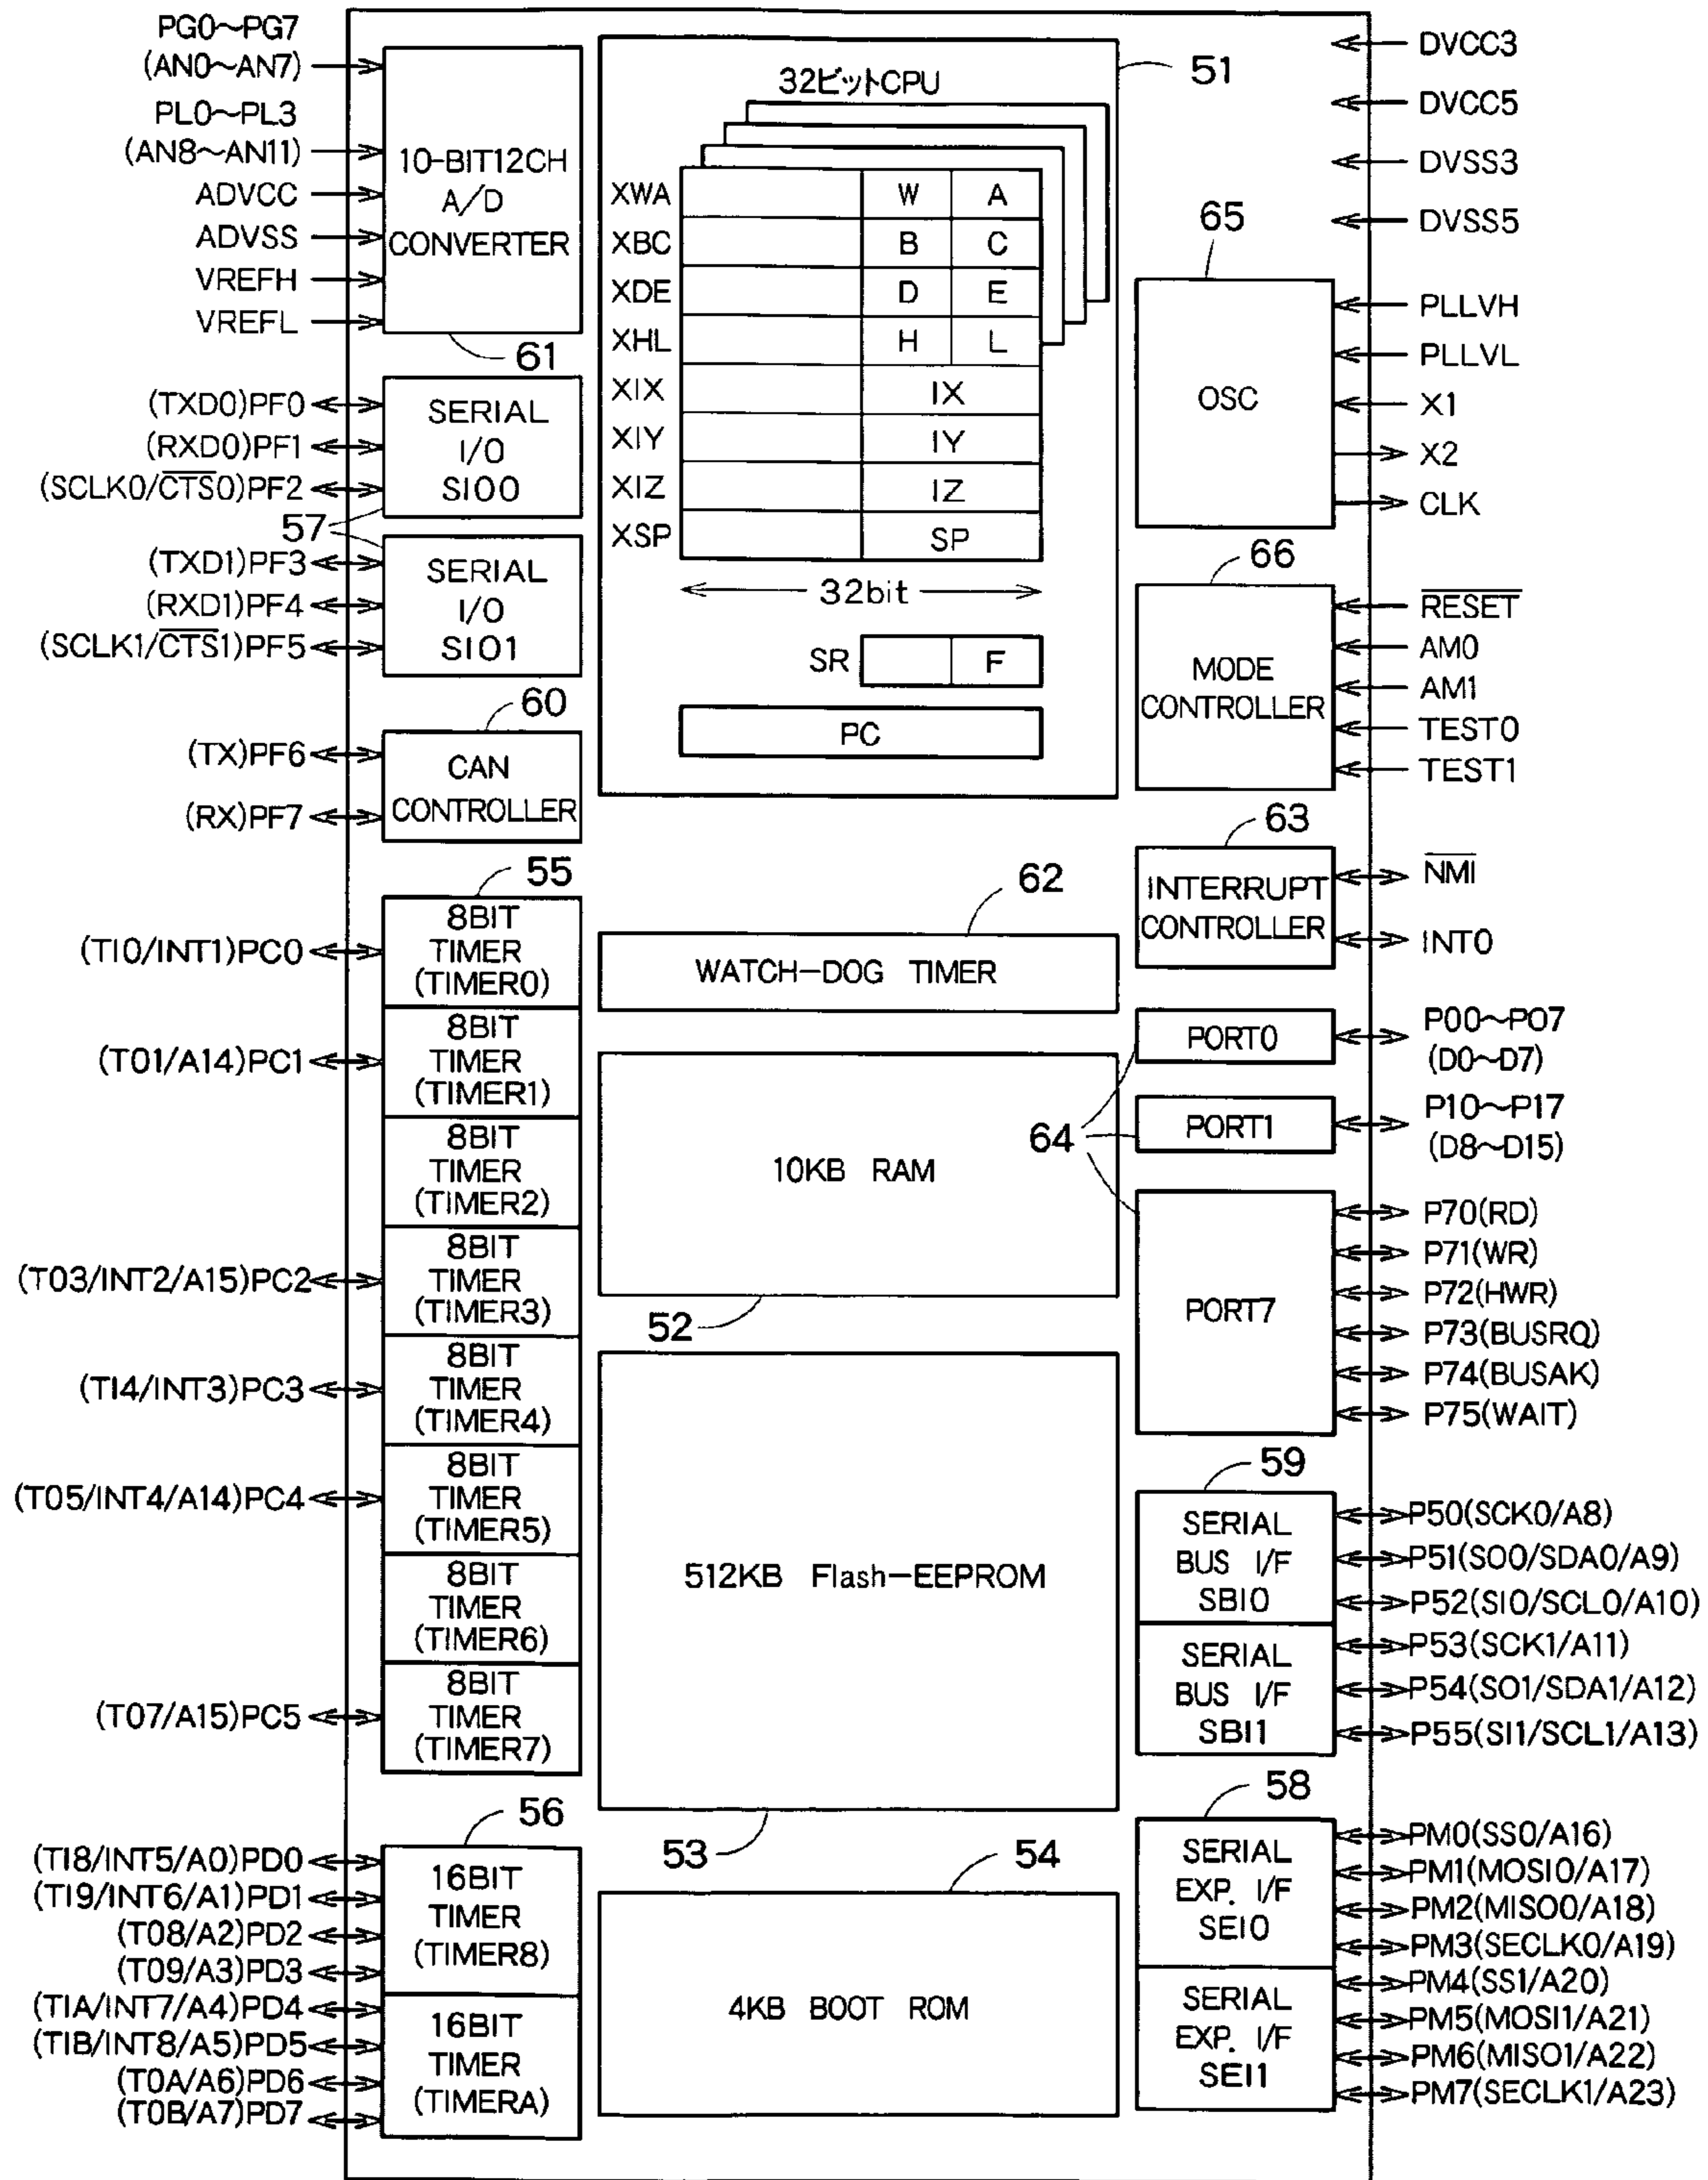 PG0~PG7
(AN0~AN7)
PL0~PL3
(AN8~AN11)
ADVCC
ADVSS
VREFH
VREFL
10-BIT12CH
A/D
CONVERTER
61
(TXD0)PF0
(RXD0)PF1
(SCLK0/CTS0)PF2
SERIAL
I/O
SIO0
57
(TXD1)PF3
(RXD1)PF4
(SCLK1/CTS1)PF5
SERIAL
I/O
SIO1
60
(TX)PF6
(RX)PF7
CAN
CONTROLLER
55
(TI0/INT1)PC0
8BIT
TIMER
(TIMER0)
(TO1/A14)PC1
8BIT
TIMER
(TIMER1)
8BIT
TIMER
(TIMER2)
(TO3/INT2/A15)PC2
8BIT
TIMER
(TIMER3)
(TI4/INT3)PC3
8BIT
TIMER
(TIMER4)
(TO5/INT4/A14)PC4
8BIT
TIMER
(TIMER5)
8BIT
TIMER
(TIMER6)
(TO7/A15)PC5
8BIT
TIMER
(TIMER7)
56
(TI8/INT5/A0)PD0
(TI9/INT6/A1)PD1
(TO8/A2)PD2
(TO9/A3)PD3
16BIT
TIMER
(TIMER8)
(TIA/INT7/A4)PD4
(TIB/INT8/A5)PD5
(TOA/A6)PD6
(TOB/A7)PD7
16BIT
TIMER
(TIMERA)
51
32ビットCPU
XWA W A
XBC B C
XDE D E
XHL H L
XIX IX
XIY IY
XIZ IZ
XSP SP
32bit
SR F
PC
62
WATCH-DOG TIMER
10KB RAM
52
512KB Flash-EEPROM
53
54
4KB BOOT ROM
DVCC3
DVCC5
DVSS3
DVSS5
65
OSC
PLLVH
PLLVL
X1
X2
CLK
66
MODE
CONTROLLER
RESET
AM0
AM1
TEST0
TEST1
63
INTERRUPT
CONTROLLER
NMI
INT0
64
PORT0
P00~P07
(D0~D7)
PORT1
P10~P17
(D8~D15)
PORT7
P70(RD)
P71(WR)
P72(HWR)
P73(BUSRQ)
P74(BUSAK)
P75(WAIT)
59
SERIAL
BUS I/F
SBI0
P50(SCK0/A8)
P51(SO0/SDA0/A9)
P52(SI0/SCL0/A10)
SERIAL
BUS I/F
SBI1
P53(SCK1/A11)
P54(SO1/SDA1/A12)
P55(SI1/SCL1/A13)
58
SERIAL
EXP. I/F
SEI0
PM0(SS0/A16)
PM1(MOSI0/A17)
PM2(MISO0/A18)
PM3(SECLK0/A19)
SERIAL
EXP. I/F
SEI1
PM4(SS1/A20)
PM5(MOSI1/A21)
PM6(MISO1/A22)
PM7(SECLK1/A23)